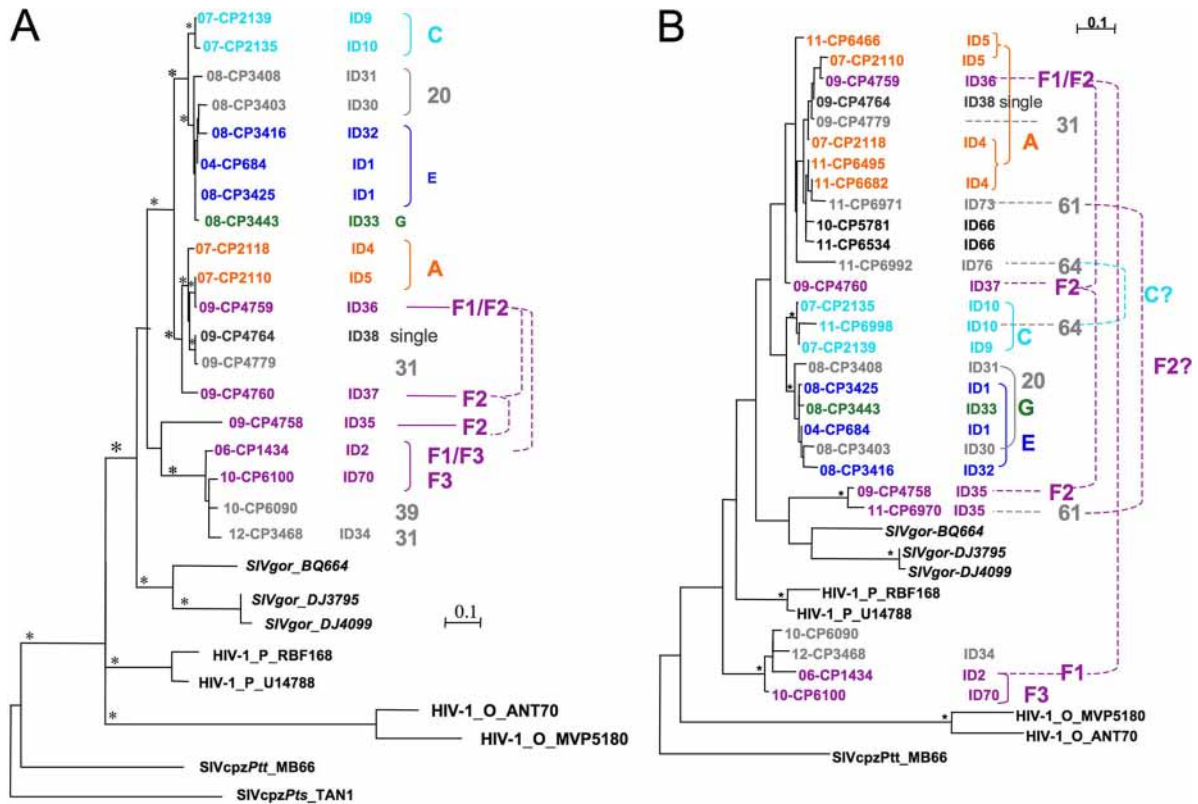 A
07-CP2139 ID9
C
07-CP2135 ID10
08-CP3408 ID31
20
08-CP3403 ID30
08-CP3416 ID32
04-CP684 ID1
E
08-CP3425 ID1
08-CP3443 ID33 G
07-CP2118 ID4
A
07-CP2110 ID5
09-CP4759 ID36 F1/F2
09-CP4764 ID38 single
09-CP4779 31
09-CP4760 ID37 F2
09-CP4758 ID35 F2
06-CP1434 ID2 F1/F3
10-CP6100 ID70 F3
10-CP6090 39
12-CP3468 ID34 31
SIVgor_BQ664
SIVgor_DJ3795
0.1
SIVgor_DJ4099
HIV-1_P_RBF168
HIV-1_P_U14788
HIV-1_O_ANT70
HIV-1_O_MVP5180
SIVcpzPtt_MB66
SIVcpzPts_TAN1
B
0.1
11-CP6466 ID5
07-CP2110 ID5
09-CP4759 ID36 F1/F2
09-CP4764 ID38 single
09-CP4779 31
07-CP2118 ID4
A
11-CP6495
11-CP6682 ID4
11-CP6971 ID73 61
10-CP5781 ID66
11-CP6534 ID66
11-CP6992 ID76 64
09-CP4760 ID37 F2
C?
07-CP2135 ID10
11-CP6998 ID10 64
C
07-CP2139 ID9
F2?
08-CP3408 ID31
20
08-CP3425 ID1
08-CP3443 ID33 G
04-CP684 ID1
E
08-CP3403 ID30
08-CP3416 ID32
09-CP4758 ID35 F2
11-CP6970 ID35 61
SIVgor-BQ664
SIVgor-DJ3795
SIVgor-DJ4099
HIV-1_P_RBF168
HIV-1_P_U14788
10-CP6090
12-CP3468 ID34
06-CP1434 ID2 F1
10-CP6100 ID70 F3
HIV-1_O_MVP5180
HIV-1_O_ANT70
SIVcpzPtt_MB66